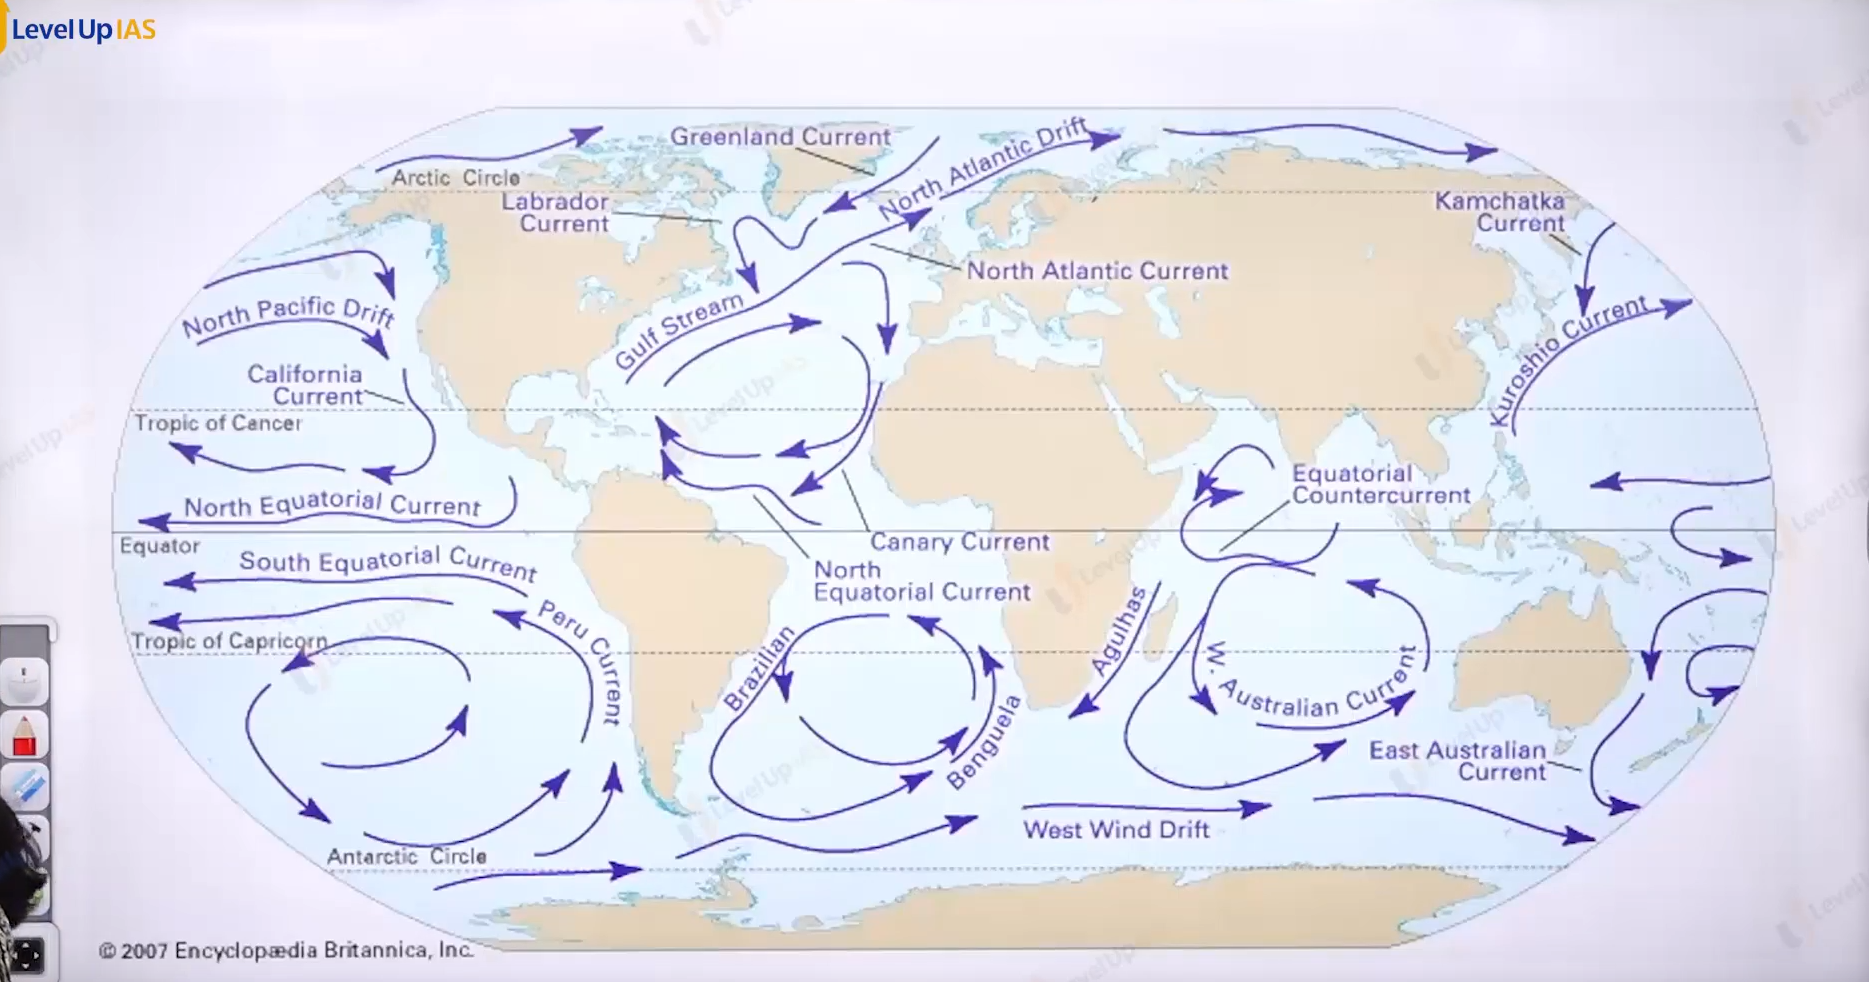 LevelUp IAS
Greenland Current
North Atlantic Drift
Arctic Circle
Labrador
Current
Kamchatka
Current
North Atlantic Current
North Pacific Drift
Gulf Stream
Kuroshio Current
California
Current
Tropic of Cancer
Equatorial
Countercurrent
North Equatorial Current
Equator
Canary Current
South Equatorial Current
North
Equatorial Current
Peru Current
Tropic of Capricorn
Brazilian
Agulhas
W. Australian Current
Benguela
East Australian
Current
West Wind Drift
Antarctic Circle
© 2007 Encyclopædia Britannica, Inc.